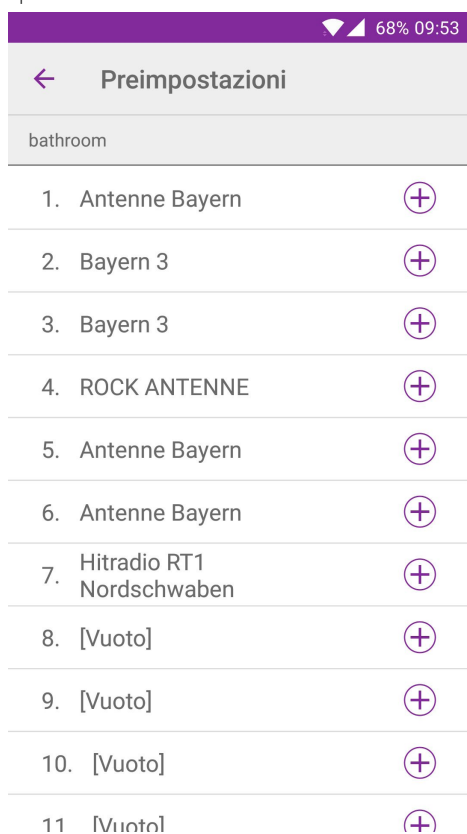 68% 09:53
Preimpostazioni
bathroom
1. Antenne Bayern
2. Bayern 3
3. Bayern 3
4. ROCK ANTENNE
5. Antenne Bayern
6. Antenne Bayern
7. Hitradio RT1
Nordschwaben
8. [Vuoto]
9. [Vuoto]
10. [Vuoto]
11. [Vuoto]